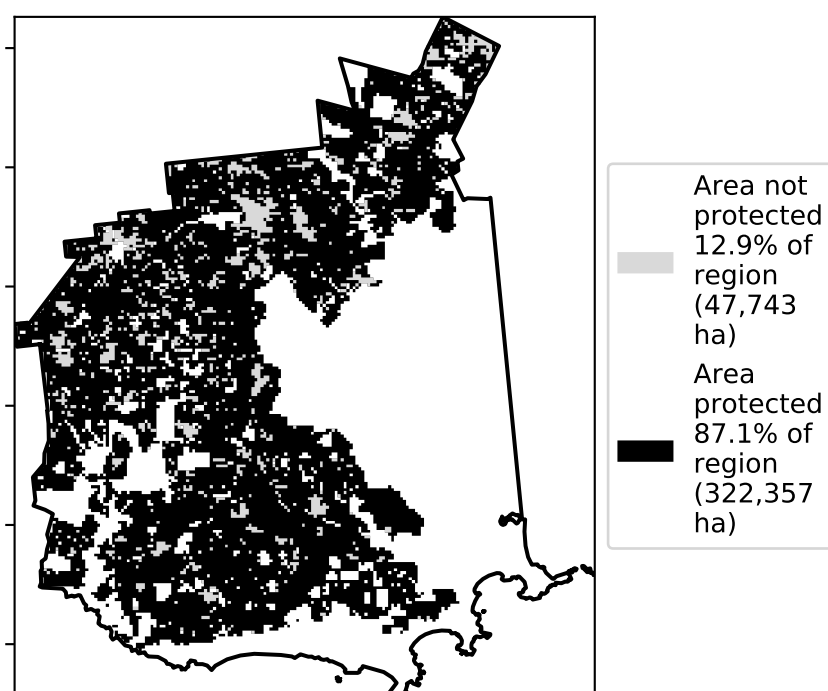 Area not
protected
12.9% of
region
(47,743
ha)
Area
protected
87.1% of
region
(322,357
ha)